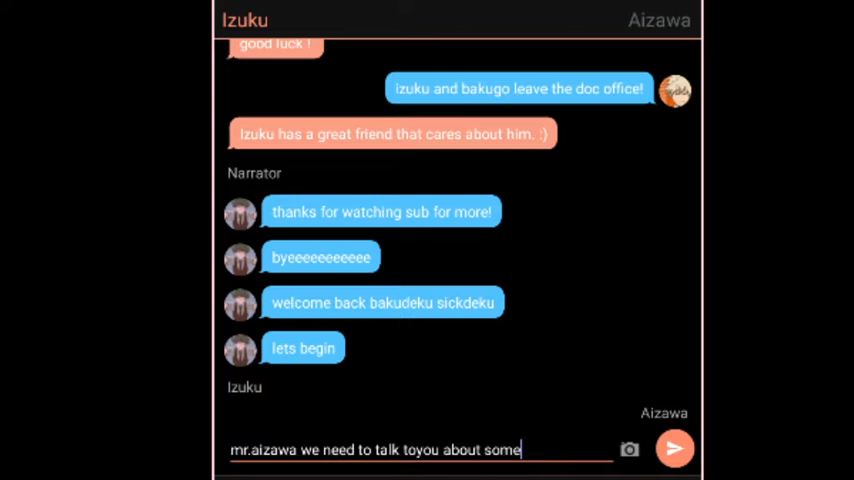 Izuku
Aizawa
good luck !
izuku and bakugo leave the doc office!
Izuku has a great friend that cares about him. :)
Narrator
thanks for watching sub for more!
byeeeeeeeeeee
welcome back bakudeku sickdeku
lets begin
Izuku
Aizawa
mr.aizawa we need to talk toyou about some